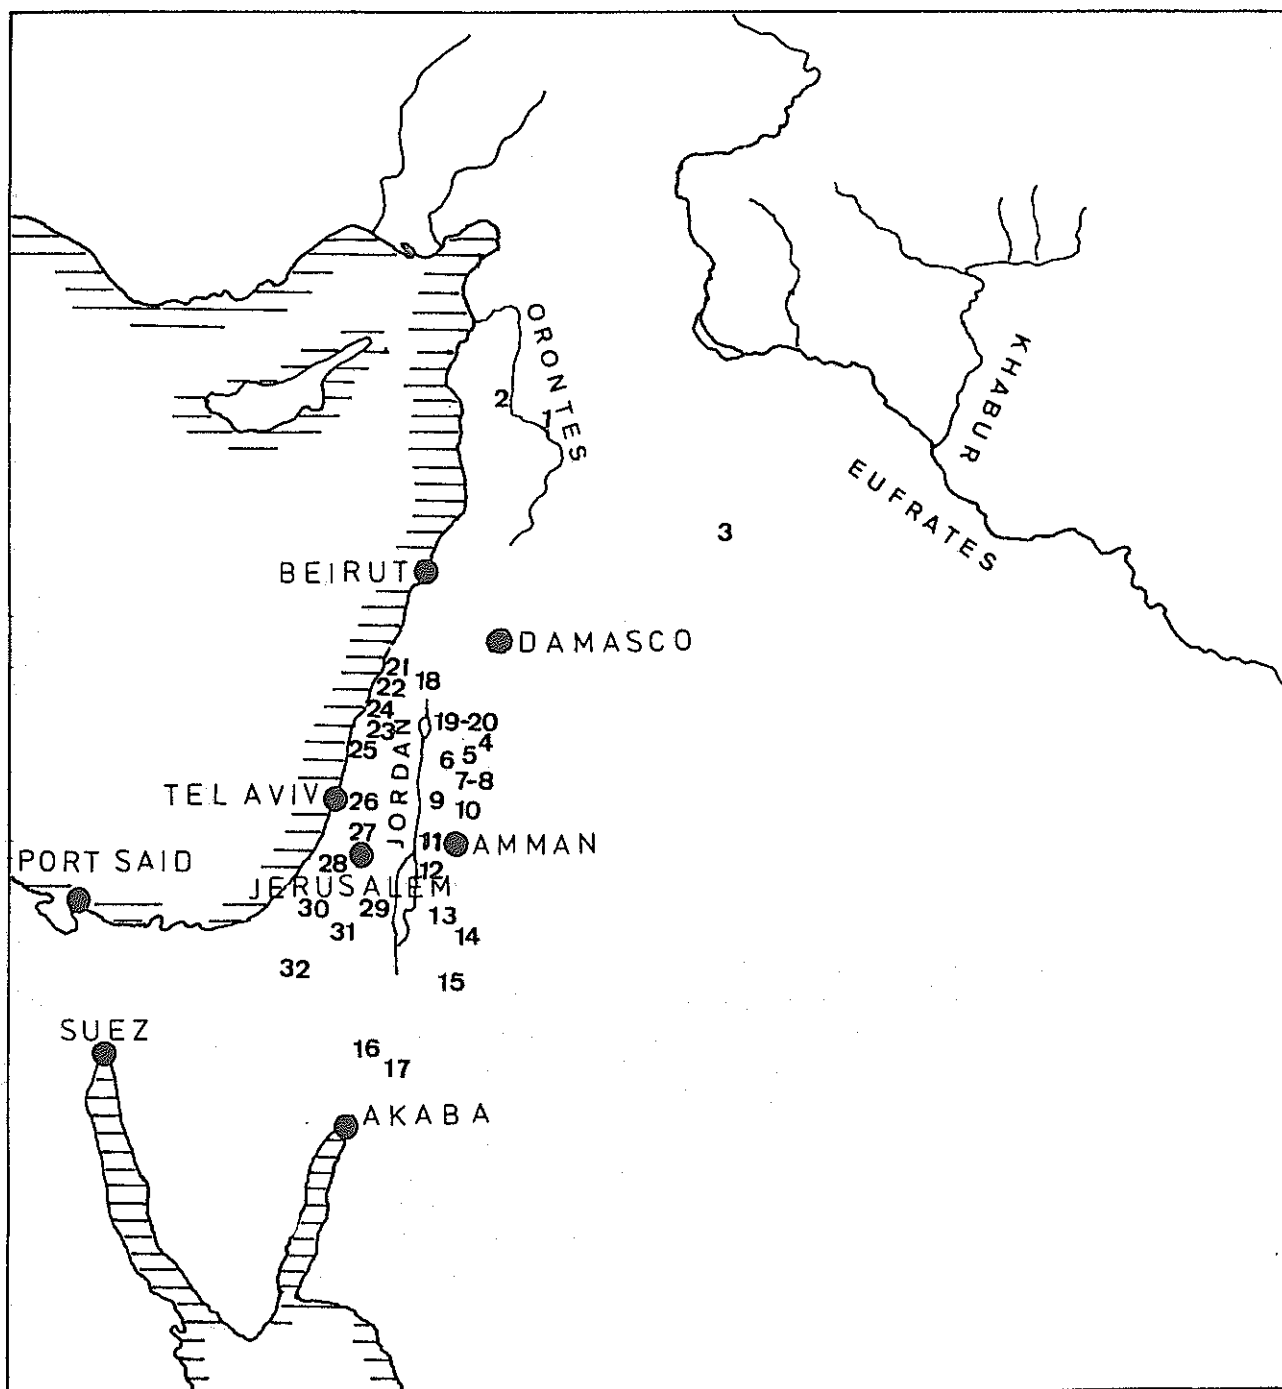 ORONTES
2
1
KHABUR
EUFRATES
3
BEIRUT
DAMASCO
21
18
22
24
19-20
23
4
25
5
6
JORDAN
7-8
TEL AVIV
26
9
10
27
11
AMMAN
PORT SAID
28
12
JERUSALEM
30
29
13
31
14
32
15
SUEZ
16
17
AKABA